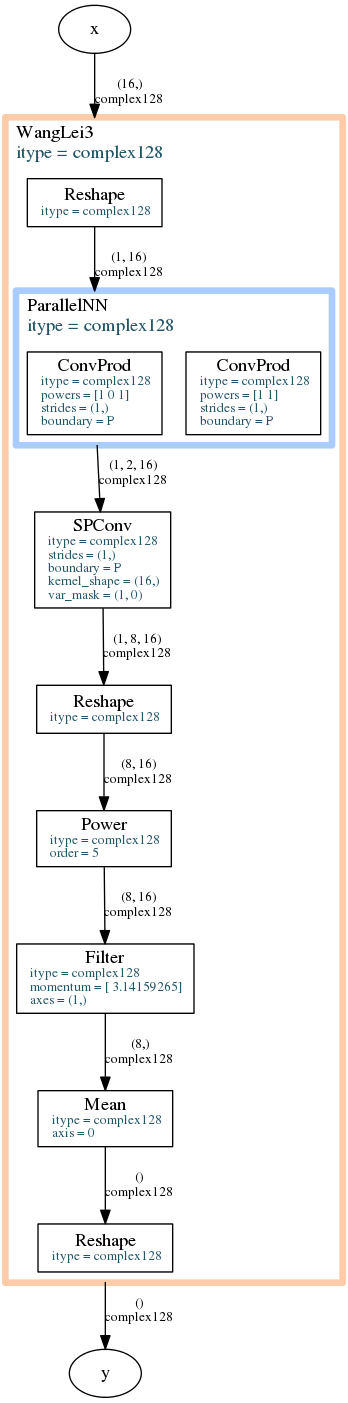 x
(16,)
complex128
WangLei3
itype = complex128
Reshape
itype = complex128
(1, 16)
complex128
ParallelNN
itype = complex128
ConvProd
itype = complex128
powers = [1 0 1]
strides = (1,)
boundary = P
ConvProd
itype = complex128
powers = [1 1]
strides = (1,)
boundary = P
(1, 2, 16)
complex128
SPConv
itype = complex128
strides = (1,)
boundary = P
kernel_shape = (16,)
var_mask = (1, 0)
(1, 8, 16)
complex128
Reshape
itype = complex128
(8, 16)
complex128
Power
itype = complex128
order = 5
(8, 16)
complex128
Filter
itype = complex128
momentum = [ 3.14159265]
axes = (1,)
(8,)
complex128
Mean
itype = complex128
axis = 0
()
complex128
Reshape
itype = complex128
()
complex128
y